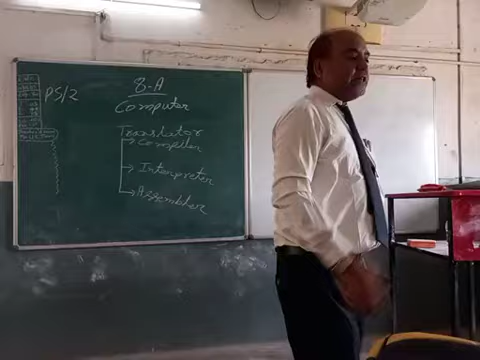 8-A
PS/2
Computer
Translator
Compiler
Interpreter
Assembler